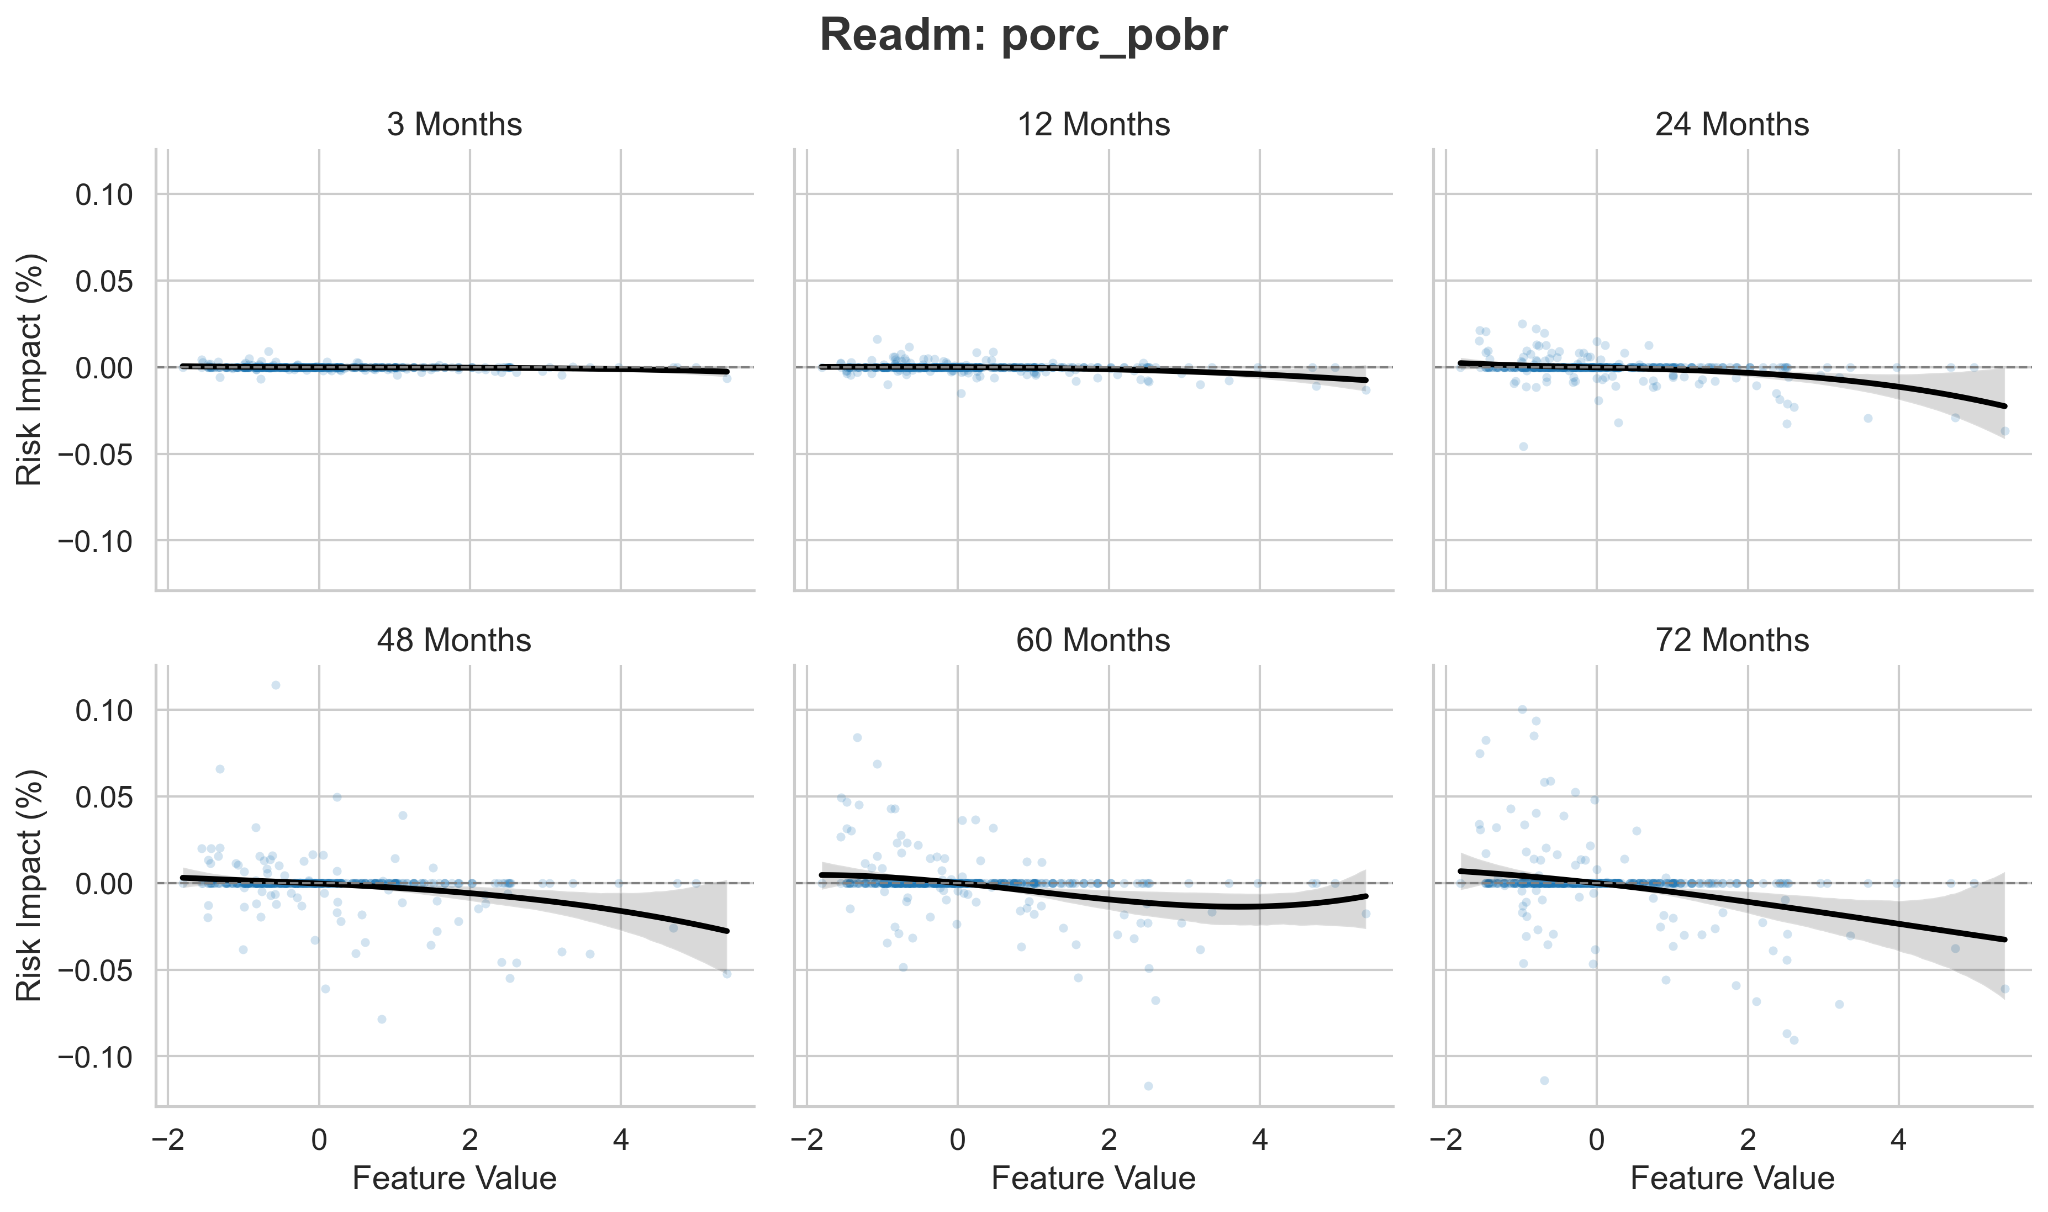 Readm: porc_pobr
3 Months
12 Months
24 Months
Risk Impact (%)
0.10
0.05
0.00
−0.05
−0.10
48 Months
60 Months
72 Months
Risk Impact (%)
0.10
0.05
0.00
−0.05
−0.10
−2 0 2 4
−2 0 2 4
−2 0 2 4
Feature Value
Feature Value
Feature Value